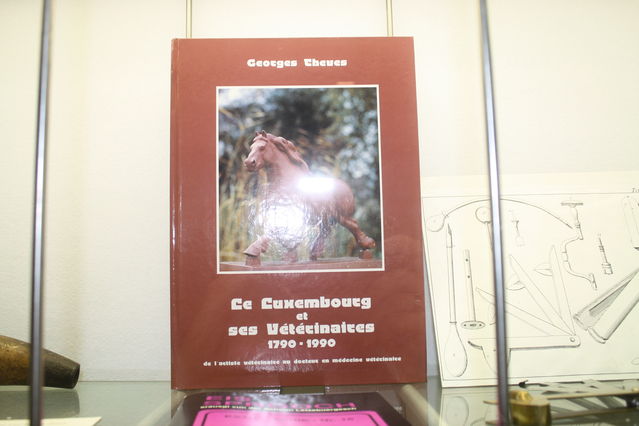 Georges Theves
Le Luxembourg
et
ses Vétérinaires
1790 - 1990
de l'artiste vétérinaire au docteur en médecine vétérinaire